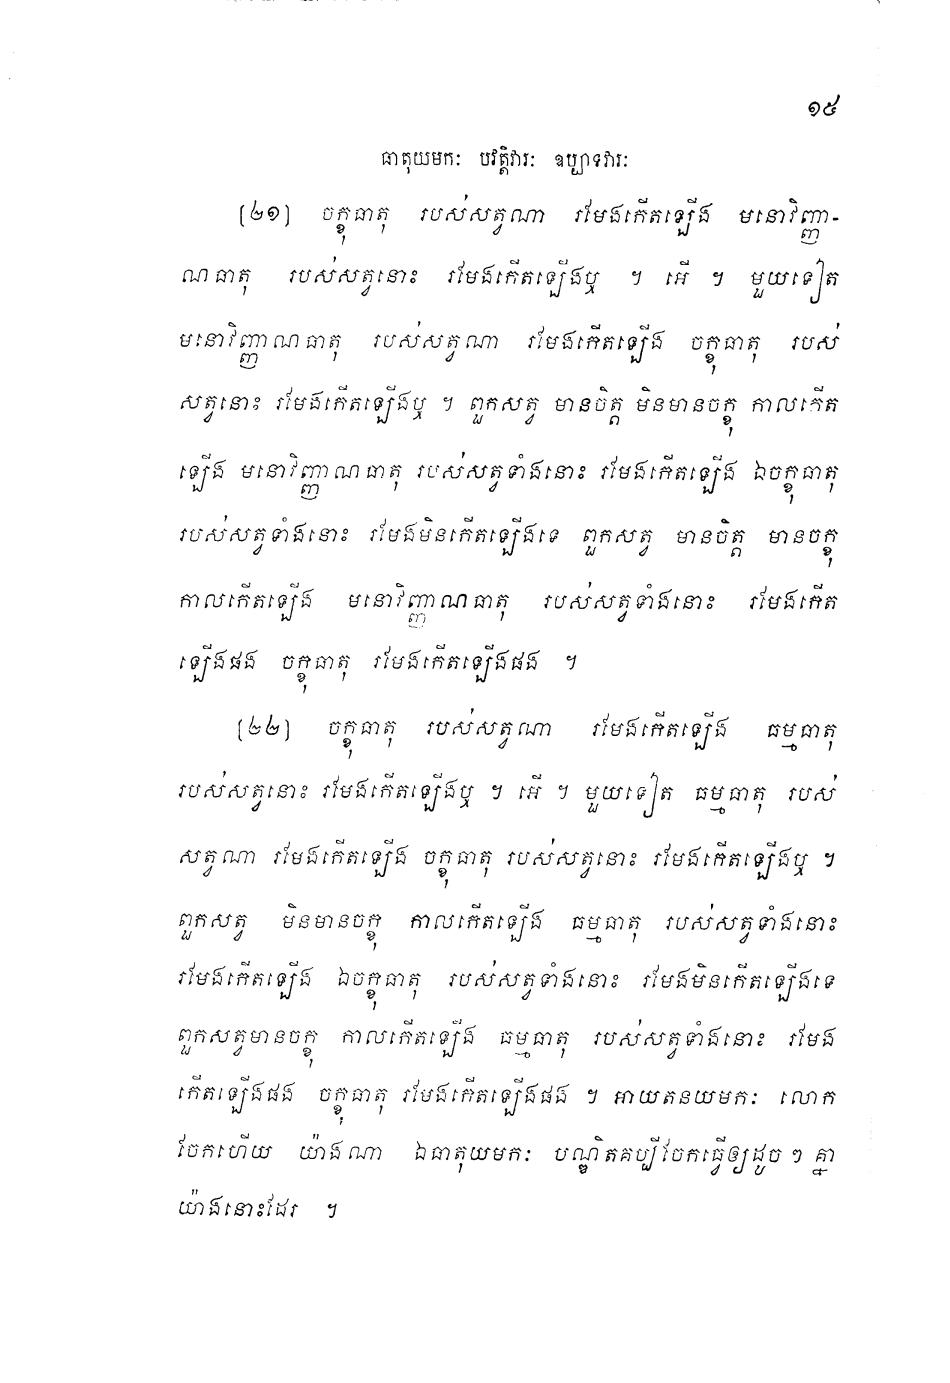 ១៥
ធាតុយមកៈ បវត្តិវារៈ ឧប្បាទវារៈ
[២១] ចក្ខុធាតុ របស់សត្វណា រមែងកើតឡើង មនោវិញ្ញា-
ណធាតុ របស់សត្វនោះ រមែងកើតឡើងឬ ។ អើ ។ មួយទៀត
មនោវិញ្ញាណធាតុ របស់សត្វណា រមែងកើតឡើង ចក្ខុធាតុ របស់
សត្វនោះ រមែងកើតឡើងឬ ។ ពួកសត្វ មានចិត្ត មិនមានចក្ខុ កាលកើត
ឡើង មនោវិញ្ញាណធាតុ របស់សត្វទាំងនោះ រមែងកើតឡើង ឯចក្ខុធាតុ
របស់សត្វទាំងនោះ រមែងមិនកើតឡើងទេ ពួកសត្វ មានចិត្ត មានចក្ខុ
កាលកើតឡើង មនោវិញ្ញាណធាតុ របស់សត្វទាំងនោះ រមែងកើត
ឡើងផង ចក្ខុធាតុ រមែងកើតឡើងផង ។
[២២] ចក្ខុធាតុ របស់សត្វណា រមែងកើតឡើង ធម្មធាតុ
របស់សត្វនោះ រមែងកើតឡើងឬ ។ អើ ។ មួយទៀត ធម្មធាតុ របស់
សត្វណា រមែងកើតឡើង ចក្ខុធាតុ របស់សត្វនោះ រមែងកើតឡើងឬ ។
ពួកសត្វ មិនមានចក្ខុ កាលកើតឡើង ធម្មធាតុ របស់សត្វទាំងនោះ
រមែងកើតឡើង ឯចក្ខុធាតុ របស់សត្វទាំងនោះ រមែងមិនកើតឡើងទេ
ពួកសត្វមានចក្ខុ កាលកើតឡើង ធម្មធាតុ របស់សត្វទាំងនោះ រមែង
កើតឡើងផង ចក្ខុធាតុ រមែងកើតឡើងផង ។ អាយតនយមកៈ លោក
ចែកហើយ យ៉ាងណា ឯធាតុយមកៈ បណ្ឌិតគប្បីចែកធ្វើឲ្យដូច ៗ គ្នា
យ៉ាងនោះដែរ ។